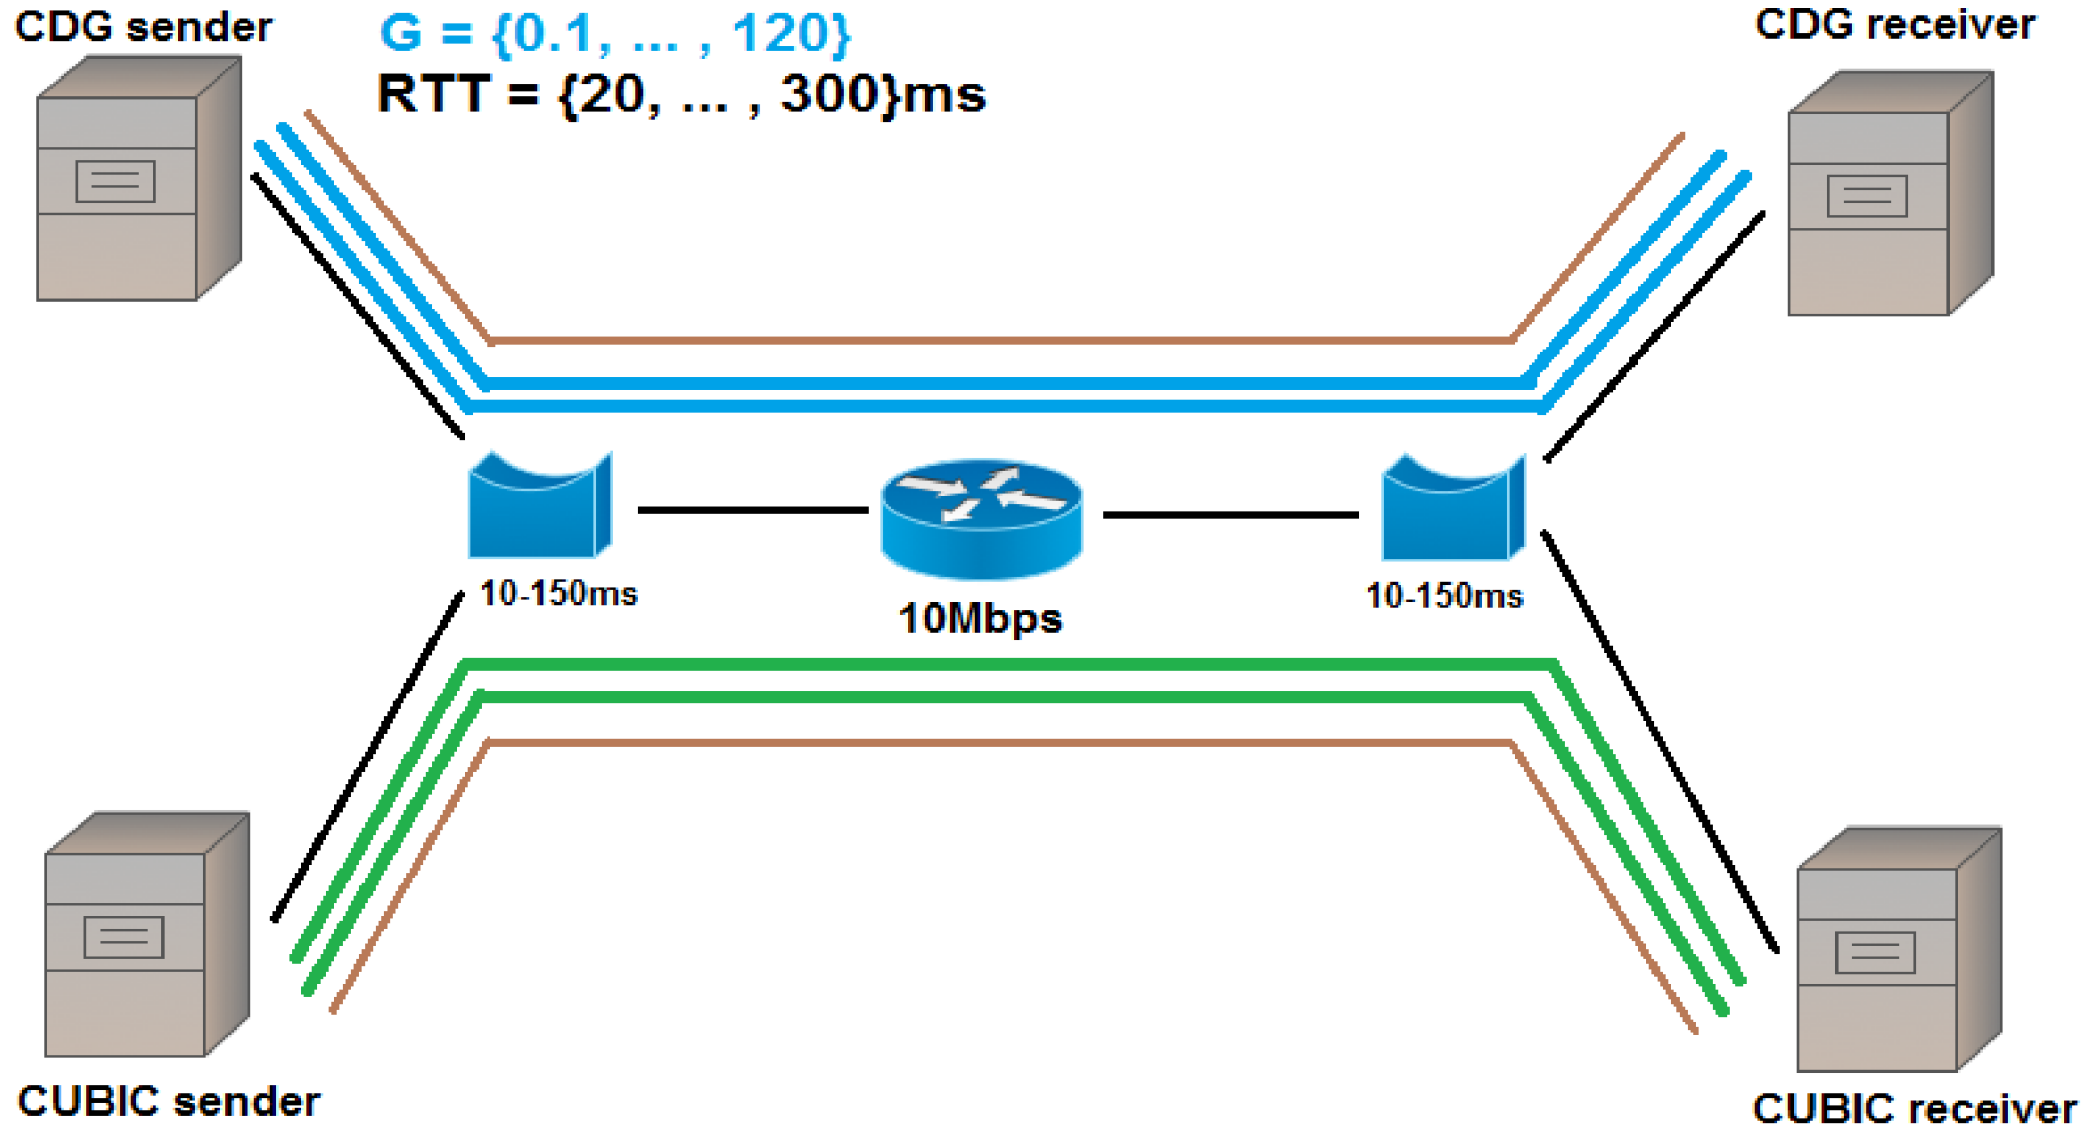 CDG sender
G = {0.1, ... , 120}
RTT = {20, ... , 300}ms
CDG receiver
10-150ms
10Mbps
10-150ms
CUBIC sender
CUBIC receiver